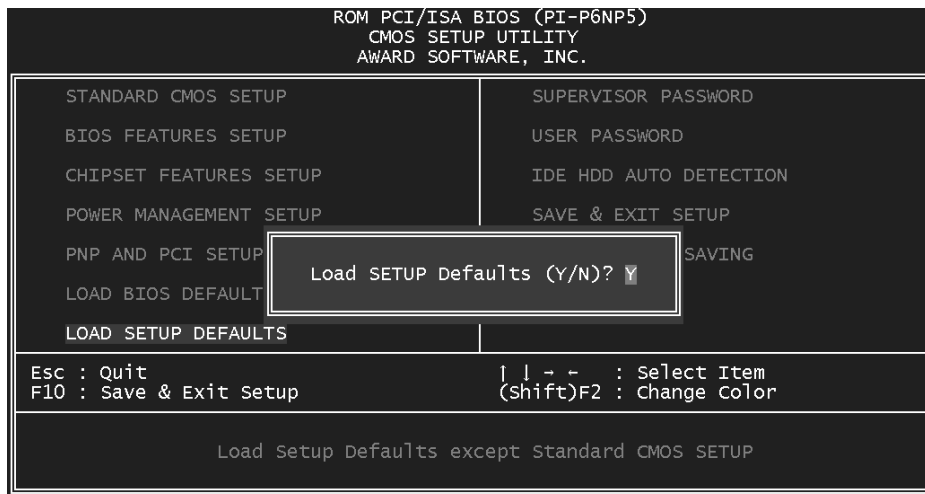 ROM PCI/ISA BIOS (PI-P6NP5)
CMOS SETUP UTILITY
AWARD SOFTWARE, INC.
STANDARD CMOS SETUP
BIOS FEATURES SETUP
CHIPSET FEATURES SETUP
POWER MANAGEMENT SETUP
PNP AND PCI SETUP
LOAD BIOS DEFAULT
LOAD SETUP DEFAULTS
SUPERVISOR PASSWORD
USER PASSWORD
IDE HDD AUTO DETECTION
SAVE & EXIT SETUP
SAVING
Load SETUP Defaults (Y/N)? Y
Esc : Quit
F10 : Save & Exit Setup
↑ ↓ → ← : Select Item
(Shift)F2 : Change Color
Load Setup Defaults except Standard CMOS SETUP